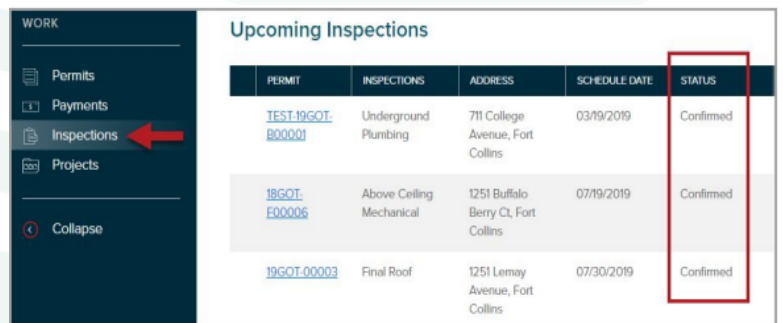 WORK
Permits
Payments
Inspections
Projects
Collapse
Upcoming Inspections
PERMIT INSPECTIONS ADDRESS SCHEDULE DATE STATUS
TEST-19GOT- Underground 711 College 03/19/2019 Confirmed
B00001 Plumbing Avenue, Fort
Collins
18GOT- Above Ceiling 1251 Buffalo 07/19/2019 Confirmed
F00006 Mechanical Berry Ct, Fort
Collins
19GOT-00003 Final Roof 1251 Lemay 07/30/2019 Confirmed
Avenue, Fort
Collins